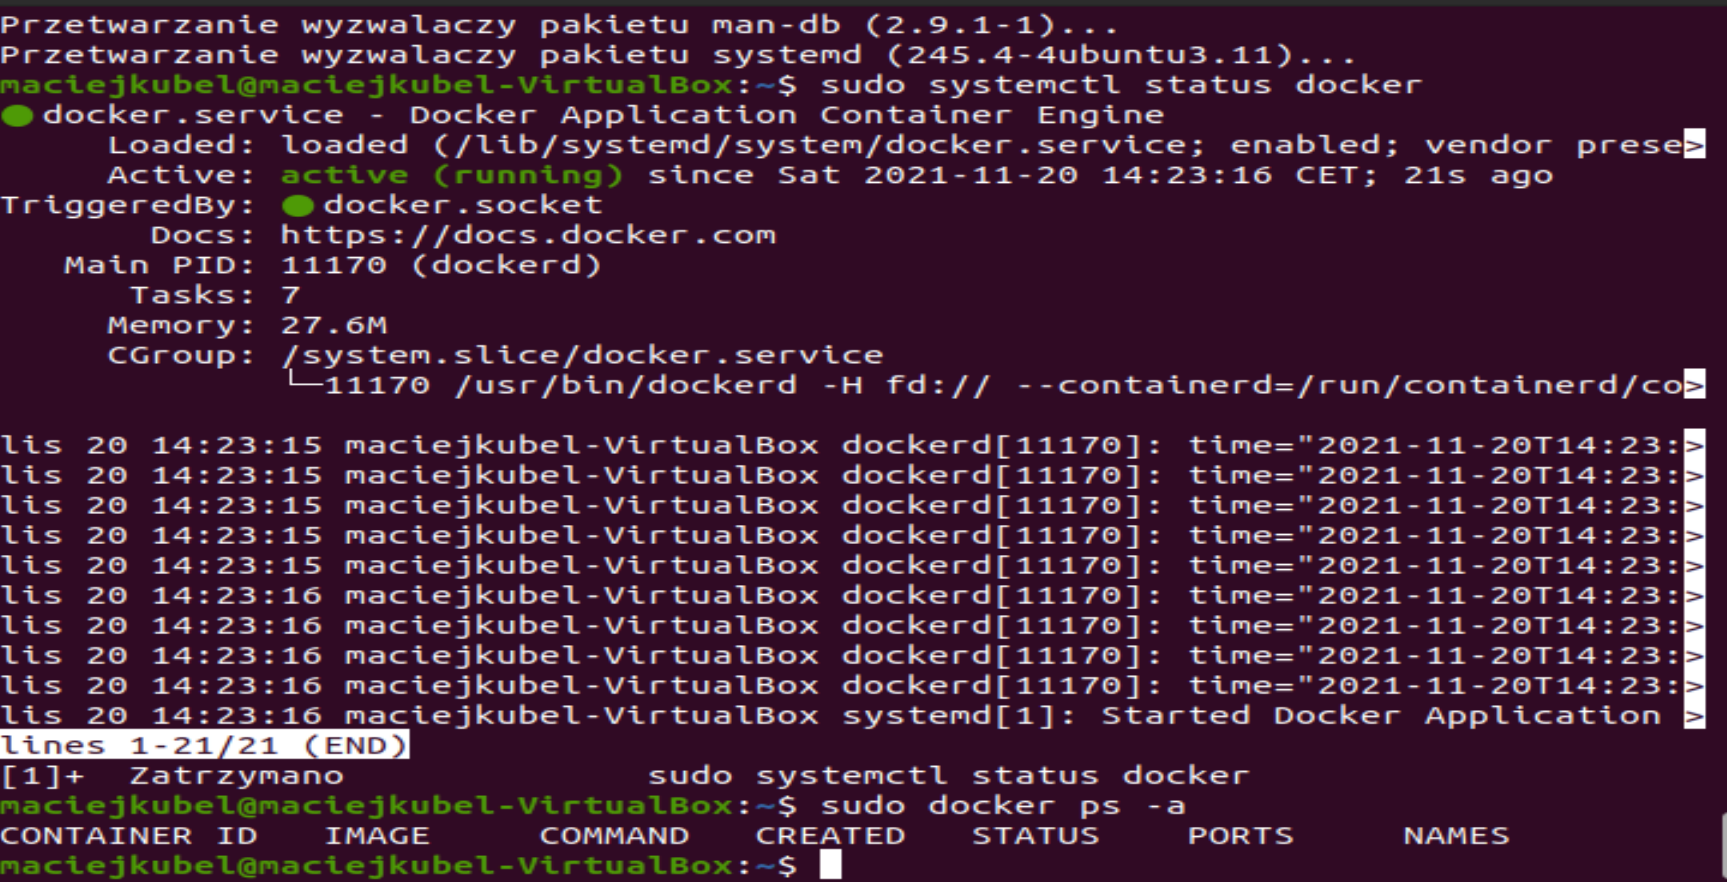 Przetwarzanie wyzwalaczy pakietu man-db (2.9.1-1)...
Przetwarzanie wyzwalaczy pakietu systemd (245.4-4ubuntu3.11)...
maciejkubel@maciejkubel-VirtualBox:~$ sudo systemctl status docker
● docker.service - Docker Application Container Engine
     Loaded: loaded (/lib/systemd/system/docker.service; enabled; vendor prese>
     Active: active (running) since Sat 2021-11-20 14:23:16 CET; 21s ago
TriggeredBy: ● docker.socket
       Docs: https://docs.docker.com
   Main PID: 11170 (dockerd)
      Tasks: 7
     Memory: 27.6M
     CGroup: /system.slice/docker.service
             └─11170 /usr/bin/dockerd -H fd:// --containerd=/run/containerd/co>
lis 20 14:23:15 maciejkubel-VirtualBox dockerd[11170]: time="2021-11-20T14:23:>
lis 20 14:23:15 maciejkubel-VirtualBox dockerd[11170]: time="2021-11-20T14:23:>
lis 20 14:23:15 maciejkubel-VirtualBox dockerd[11170]: time="2021-11-20T14:23:>
lis 20 14:23:15 maciejkubel-VirtualBox dockerd[11170]: time="2021-11-20T14:23:>
lis 20 14:23:15 maciejkubel-VirtualBox dockerd[11170]: time="2021-11-20T14:23:>
lis 20 14:23:16 maciejkubel-VirtualBox dockerd[11170]: time="2021-11-20T14:23:>
lis 20 14:23:16 maciejkubel-VirtualBox dockerd[11170]: time="2021-11-20T14:23:>
lis 20 14:23:16 maciejkubel-VirtualBox dockerd[11170]: time="2021-11-20T14:23:>
lis 20 14:23:16 maciejkubel-VirtualBox dockerd[11170]: time="2021-11-20T14:23:>
lis 20 14:23:16 maciejkubel-VirtualBox systemd[1]: Started Docker Application >
lines 1-21/21 (END)
[1]+  Zatrzymano              sudo systemctl status docker
maciejkubel@maciejkubel-VirtualBox:~$ sudo docker ps -a
CONTAINER ID   IMAGE     COMMAND   CREATED   STATUS    PORTS     NAMES
maciejkubel@maciejkubel-VirtualBox:~$